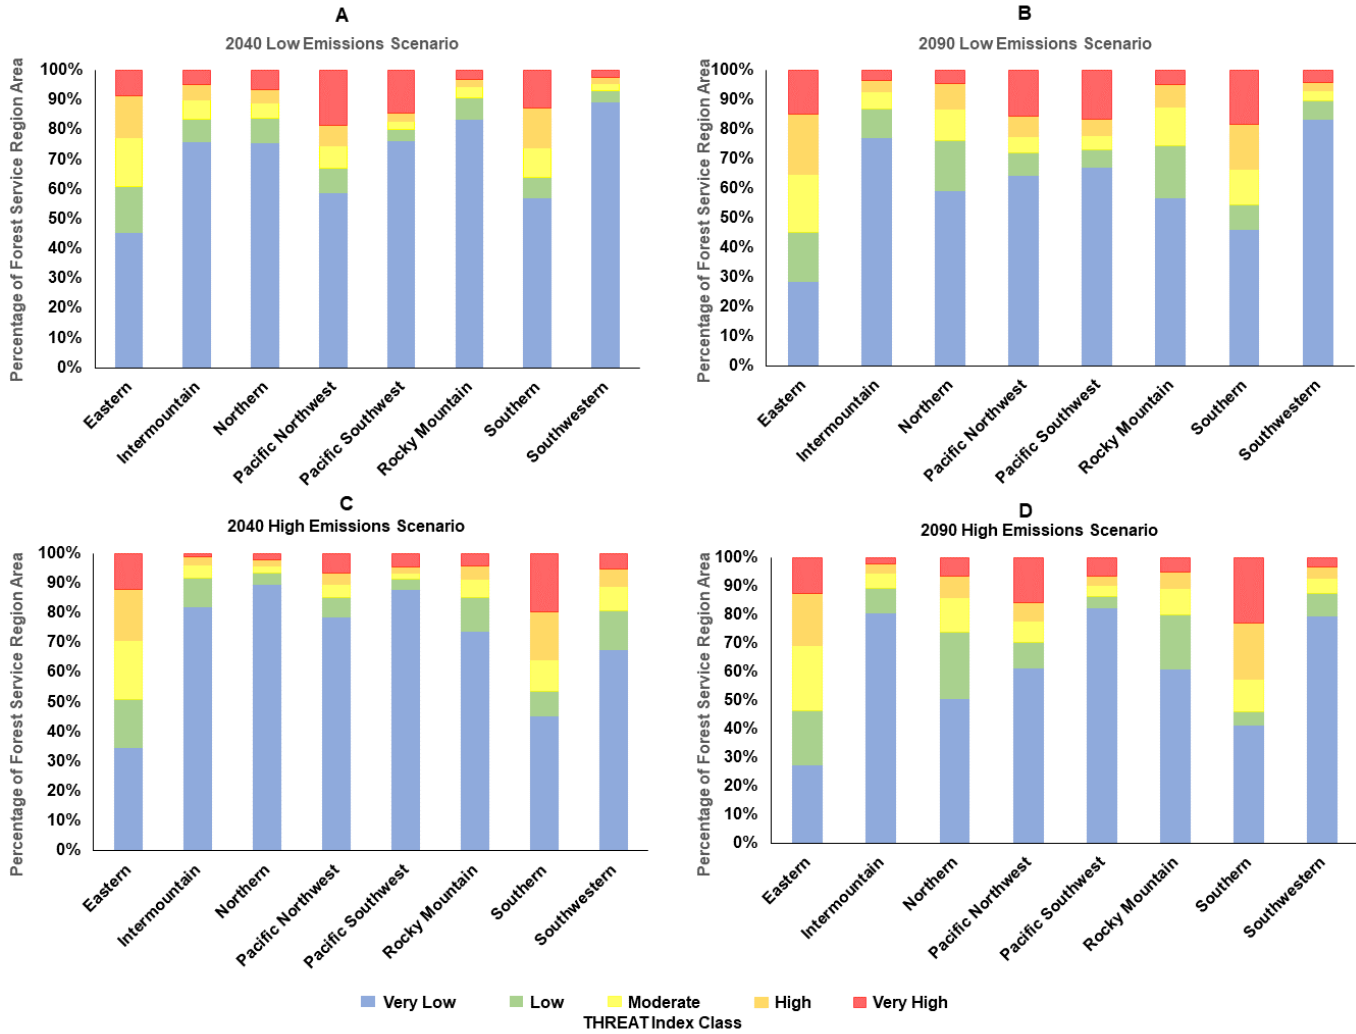 A
2040 Low Emissions Scenario
Percentage of Forest Service Region Area
100%
90%
80%
70%
60%
50%
40%
30%
20%
10%
0%
Eastern
Intermountain
Northern
Pacific Northwest
Pacific Southwest
Rocky Mountain
Southern
Southwestern
B
2090 Low Emissions Scenario
Percentage of Forest Service Region Area
100%
90%
80%
70%
60%
50%
40%
30%
20%
10%
0%
Eastern
Intermountain
Northern
Pacific Northwest
Pacific Southwest
Rocky Mountain
Southern
Southwestern
C
2040 High Emissions Scenario
Percentage of Forest Service Region Area
100%
90%
80%
70%
60%
50%
40%
30%
20%
10%
0%
Eastern
Intermountain
Northern
Pacific Northwest
Pacific Southwest
Rocky Mountain
Southern
Southwestern
D
2090 High Emissions Scenario
Percentage of Forest Service Region Area
100%
90%
80%
70%
60%
50%
40%
30%
20%
10%
0%
Eastern
Intermountain
Northern
Pacific Northwest
Pacific Southwest
Rocky Mountain
Southern
Southwestern
Very Low Low Moderate High Very High
THREAT Index Class